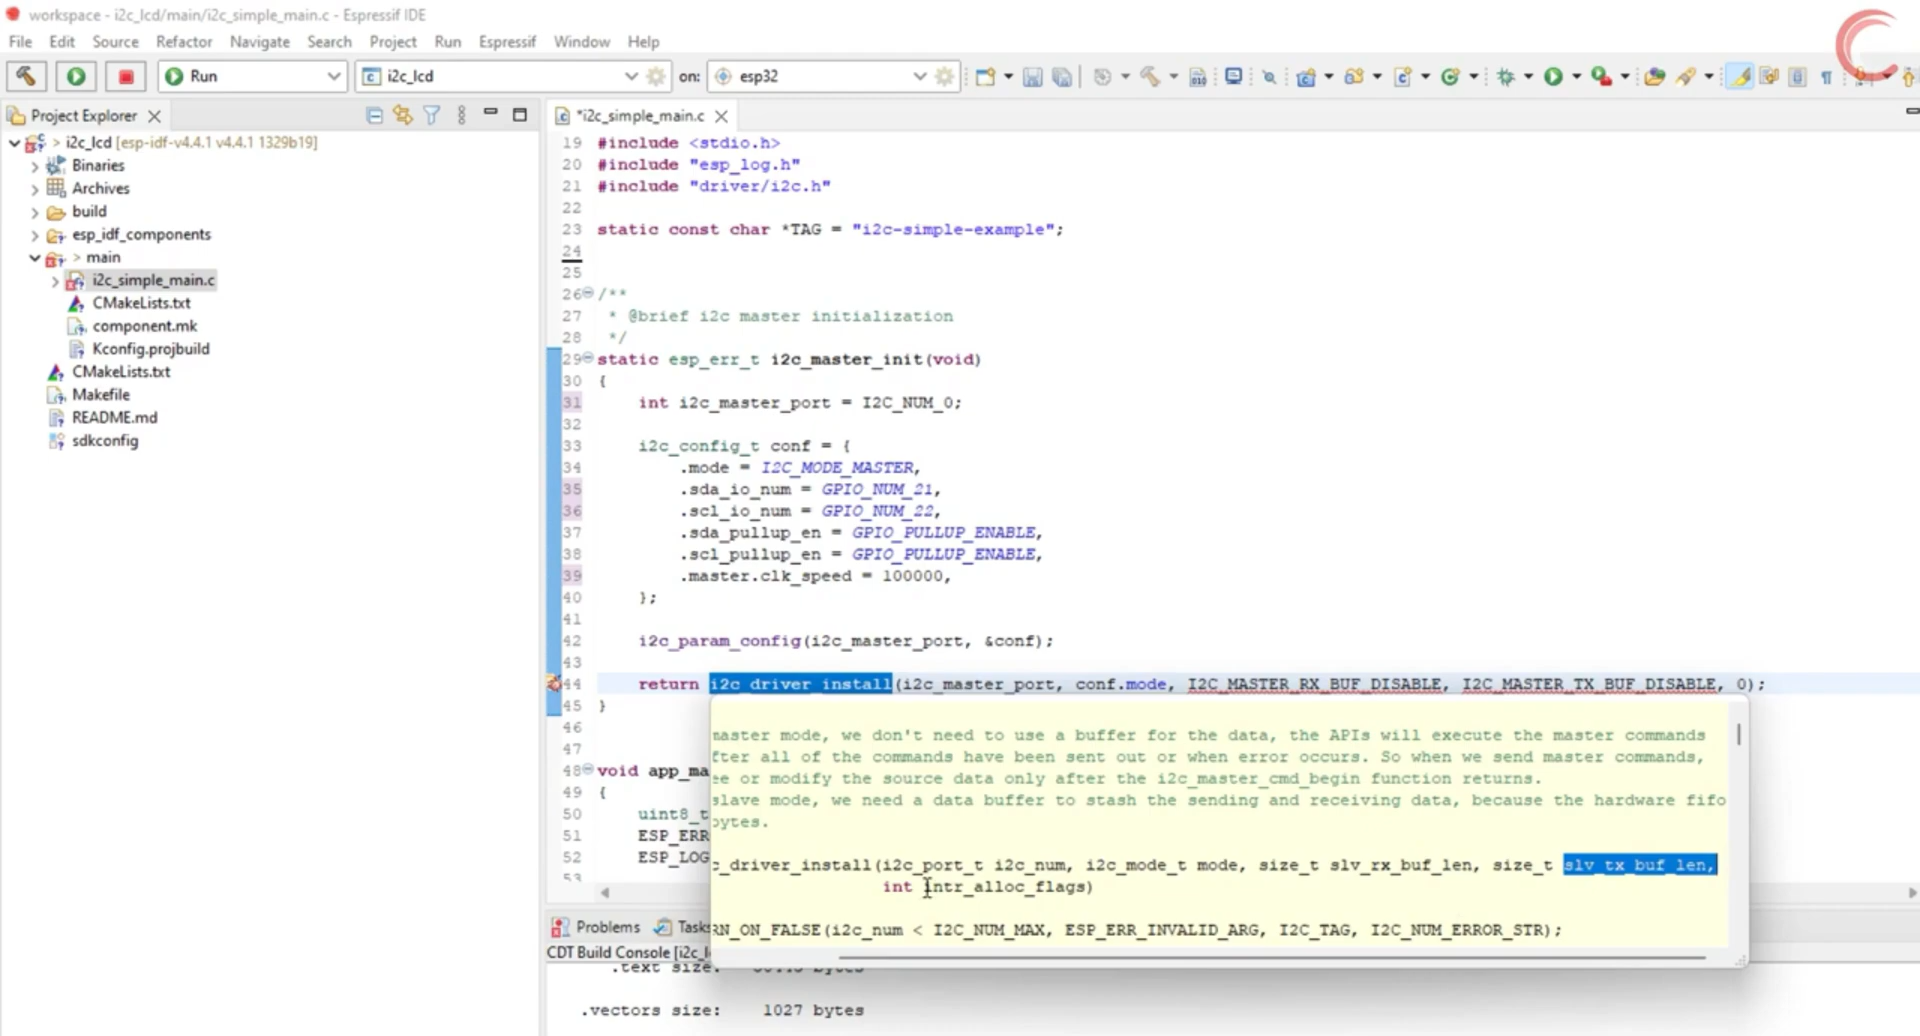 workspace - i2c_lcd/main/i2c_simple_main.c - Espressif IDE
File Edit Source Refactor Navigate Search Project Run Espressif Window Help
Run i2c_lcd on: esp32
Project Explorer
i2c_lcd [esp-idf-v4.4.1 v4.4.1 1329b19]
Binaries
Archives
build
esp_idf_components
main
i2c_simple_main.c
CMakeLists.txt
component.mk
Kconfig.projbuild
CMakeLists.txt
Makefile
README.md
sdkconfig
*i2c_simple_main.c
19 #include <stdio.h>
20 #include "esp_log.h"
21 #include "driver/i2c.h"
22
23 static const char *TAG = "i2c-simple-example";
24
25
26 /**
27 * @brief i2c master initialization
28 */
29 static esp_err_t i2c_master_init(void)
30 {
31 int i2c_master_port = I2C_NUM_0;
32
33 i2c_config_t conf = {
34 .mode = I2C_MODE_MASTER,
35 .sda_io_num = GPIO_NUM_21,
36 .scl_io_num = GPIO_NUM_22,
37 .sda_pullup_en = GPIO_PULLUP_ENABLE,
38 .scl_pullup_en = GPIO_PULLUP_ENABLE,
39 .master.clk_speed = 100000,
40 };
41
42 i2c_param_config(i2c_master_port, &conf);
43
44 return i2c_driver_install(i2c_master_port, conf.mode, I2C_MASTER_RX_BUF_DISABLE, I2C_MASTER_TX_BUF_DISABLE, 0);
45 }
46
47
48 void app_ma
49 {
50 uint8_t
51 ESP_ERR
52 ESP_LOG
53
master mode, we don't need to use a buffer for the data, the APIs will execute the master commands
fter all of the commands have been sent out or when error occurs. So when we send master commands,
ee or modify the source data only after the i2c_master_cmd_begin function returns.
slave mode, we need a data buffer to stash the sending and receiving data, because the hardware fifo
bytes.
c_driver_install(i2c_port_t i2c_num, i2c_mode_t mode, size_t slv_rx_buf_len, size_t slv_tx_buf_len,
int intr_alloc_flags)
RN_ON_FALSE(i2c_num < I2C_NUM_MAX, ESP_ERR_INVALID_ARG, I2C_TAG, I2C_NUM_ERROR_STR);
Problems Tasks
CDT Build Console [i2c_l
.text size: bytes
.vectors size: 1027 bytes